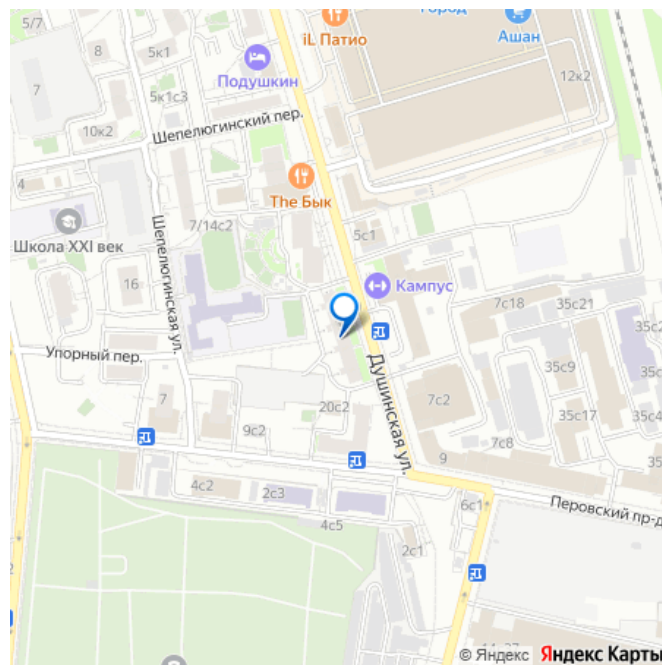 5/7
8
5к1
iL Патио
Город
Ашан
7
5к1с3
Подушкин
12к2
10к2
Шепелюгинский пер.
4
The Бык
Школа XXI век
7/14с2
5с1
16
Шепелюгинская ул.
Кампус
7с18
35с21
Упорный пер.
35с9
7
20с2
Душинская ул.
7с2
35с17
9с2
7с8
9
4с2
2с3
4с5
6с1
Перовский пр-д
2с1
© Яндекс Яндекс Карты